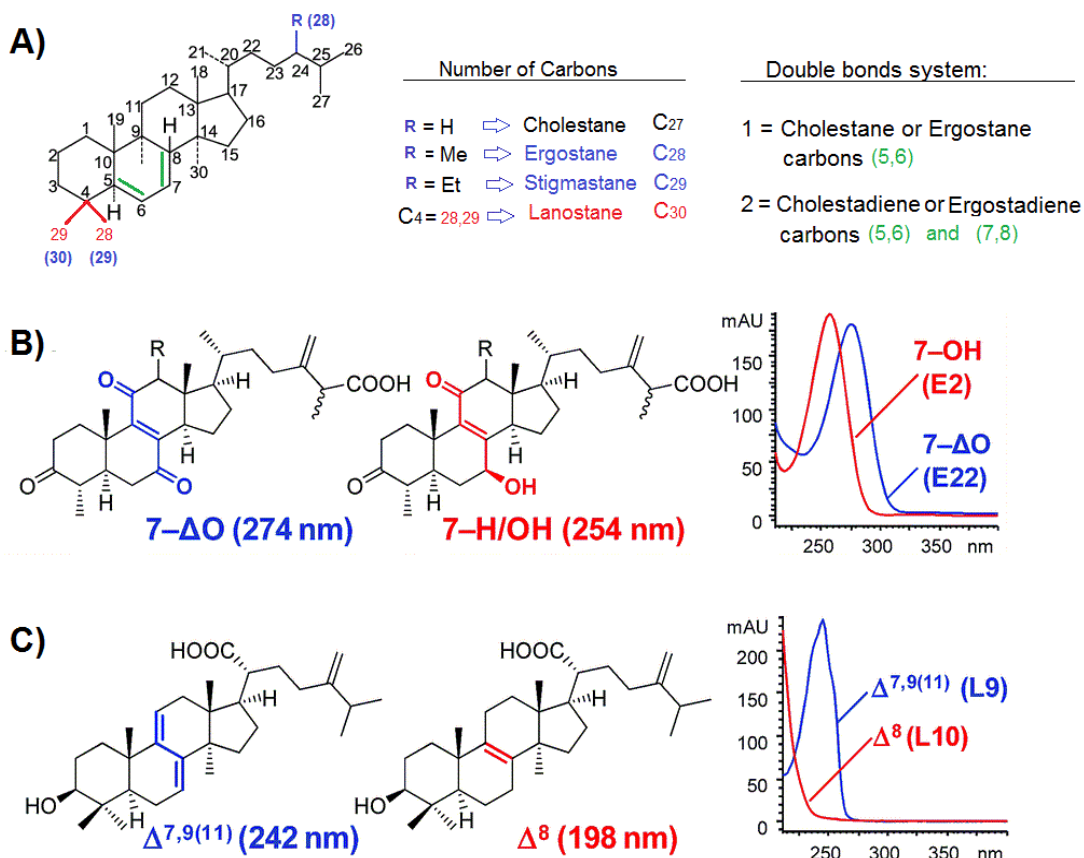 A)
R (28)
21
22
20
26
25
24
23
18
12
17
27
11
13
16
19
H
1
9
14
15
2
10
8
30
3
5
7
4
H
6
29
28
(30)
(29)
Number of Carbons
R = H ⇨ Cholestane C27
R = Me ⇨ Ergostane C28
R = Et ⇨ Stigmastane C29
C4 = 28,29 ⇨ Lanostane C30
Double bonds system:
1 = Cholestane or Ergostane
carbons (5,6)
2 = Cholestadiene or Ergostadiene
carbons (5,6) and (7,8)
B)
R
O
COOH
H
H
O
H
O
7–ΔO (274 nm)
R
O
COOH
H
H
O
H
OH
7–H/OH (254 nm)
mAU
150
100
50
0
7–OH
(E2)
7–ΔO
(E22)
250 300 350 nm
C)
HOOC
H
HO
H
Δ7,9(11) (242 nm)
HOOC
H
HO
H
Δ8 (198 nm)
mAU
200
150
100
50
0
Δ7,9(11) (L9)
Δ8 (L10)
250 300 350 nm